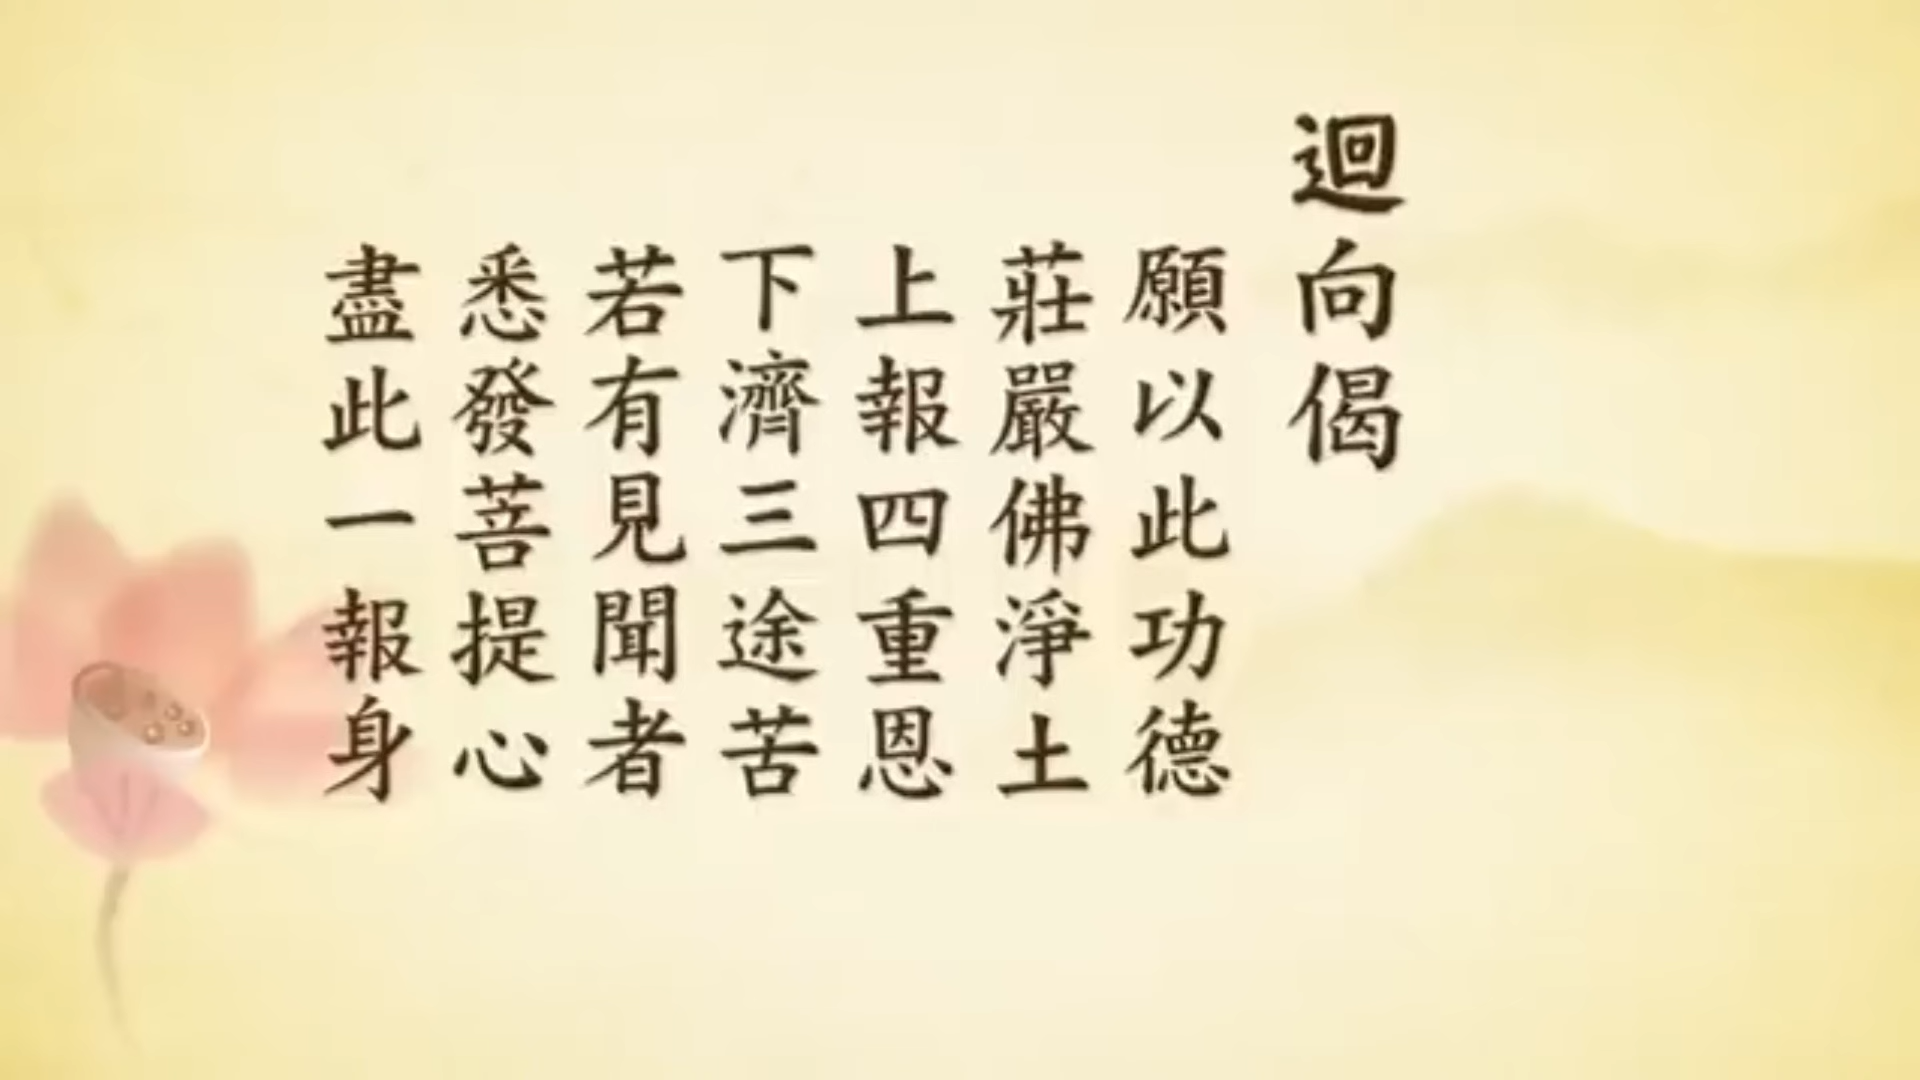 迴向偈
願以此功德
莊嚴佛淨土
上報四重恩
下濟三途苦
若有見聞者
悉發菩提心
盡此一報身